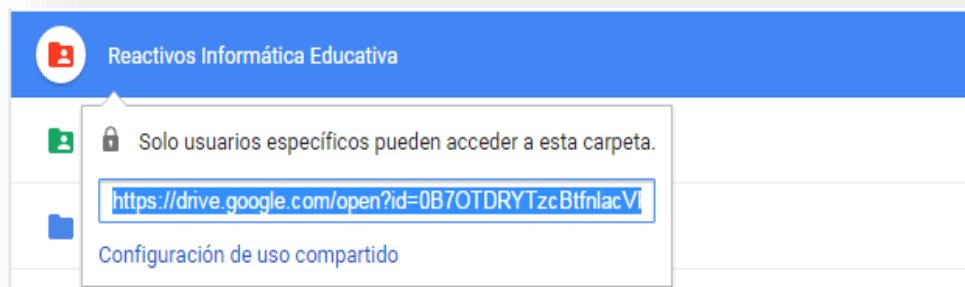 Reactivos Informática Educativa
Solo usuarios específicos pueden acceder a esta carpeta.
https://drive.google.com/open?id=0B7OTDRYTzcBtfnlacVl
Configuración de uso compartido